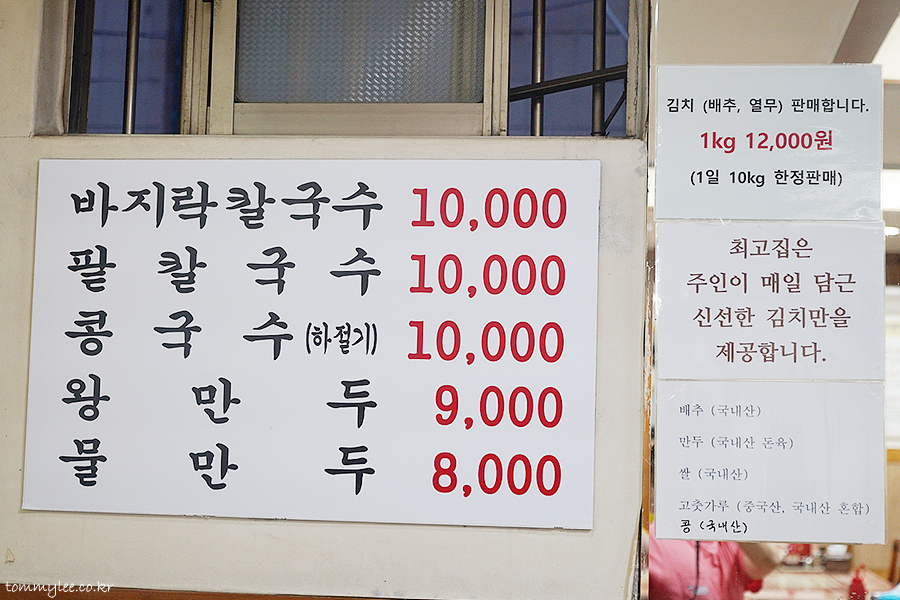 바지락칼국수 10,000
팥칼국수 10,000
콩국수(하절기) 10,000
왕만두 9,000
물만두 8,000
김치 (배추, 열무) 판매합니다.
1kg 12,000원
(1일 10kg 한정판매)
최고집은
주인이 매일 담근
신선한 김치만을
제공합니다.
배추 (국내산)
만두 (국내산 돈육)
쌀 (국내산)
고춧가루 (중국산, 국내산 혼합)
콩 (국내산)
tommylee.co.kr